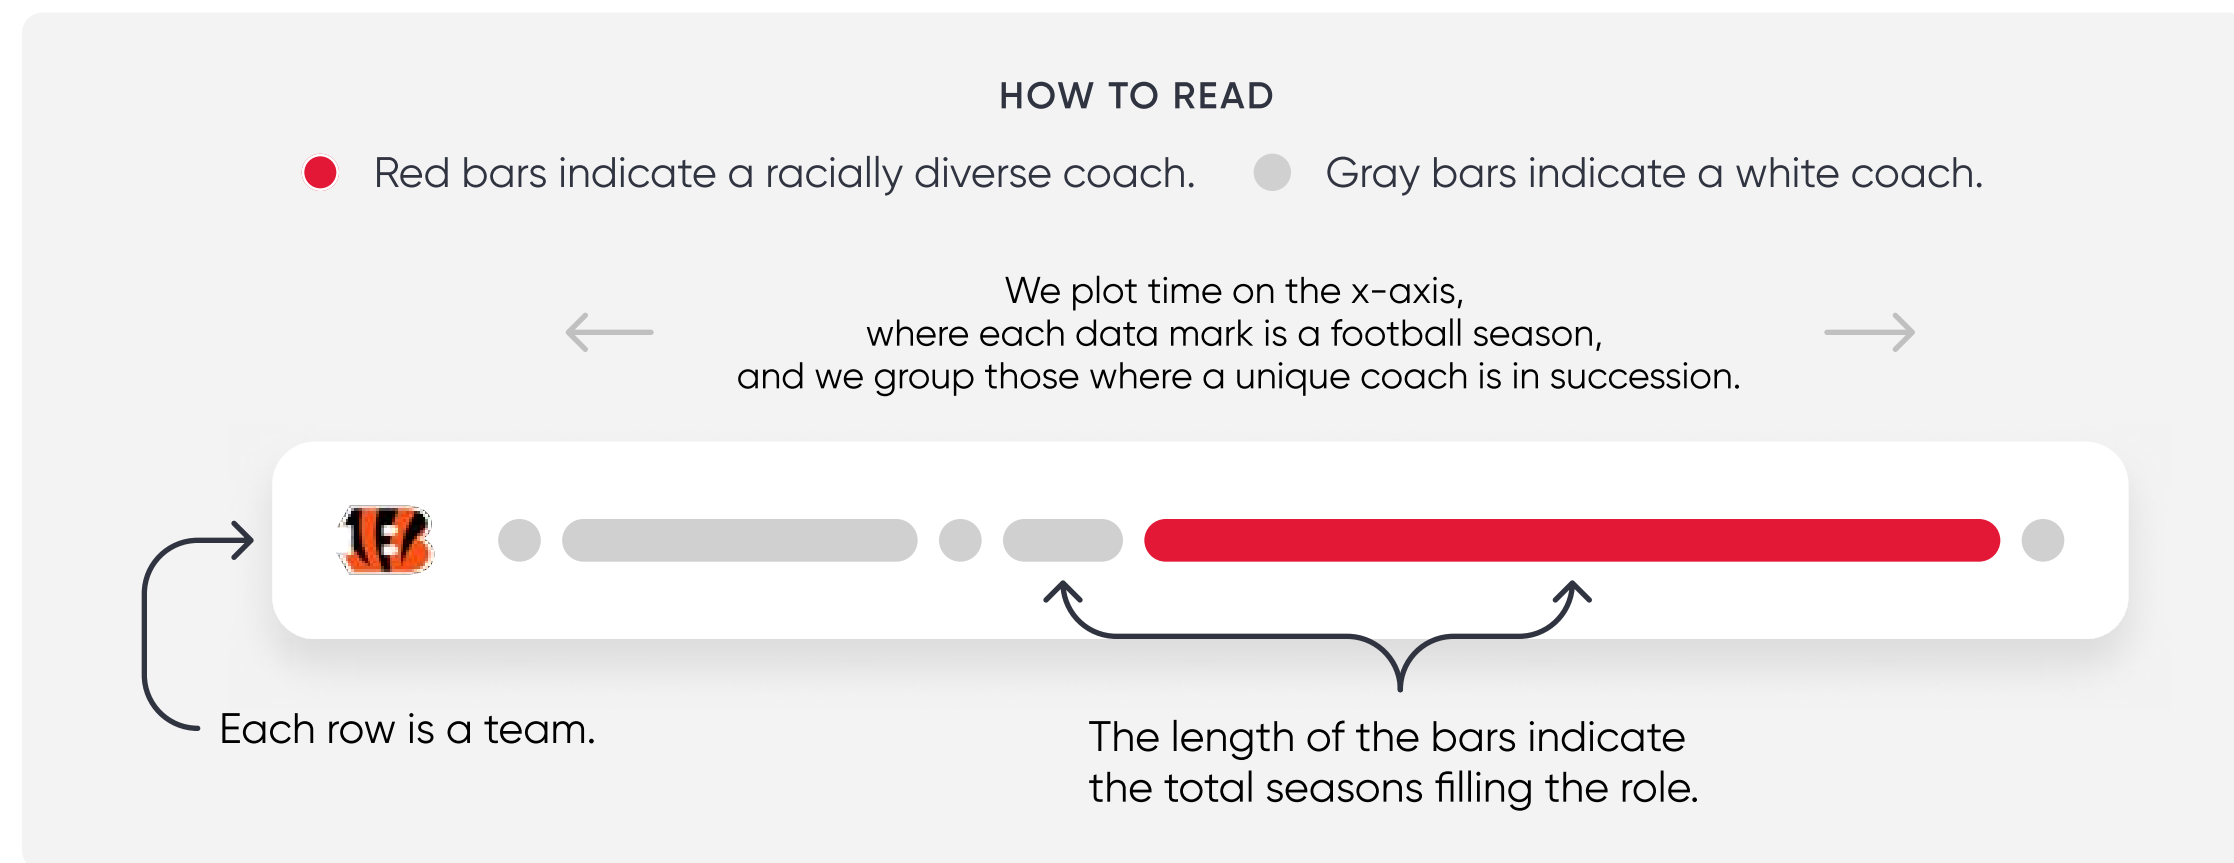 HOW TO READ
Red bars indicate a racially diverse coach.
Gray bars indicate a white coach.
We plot time on the x-axis,
where each data mark is a football season,
and we group those where a unique coach is in succession.
Each row is a team.
The length of the bars indicate
the total seasons filling the role.